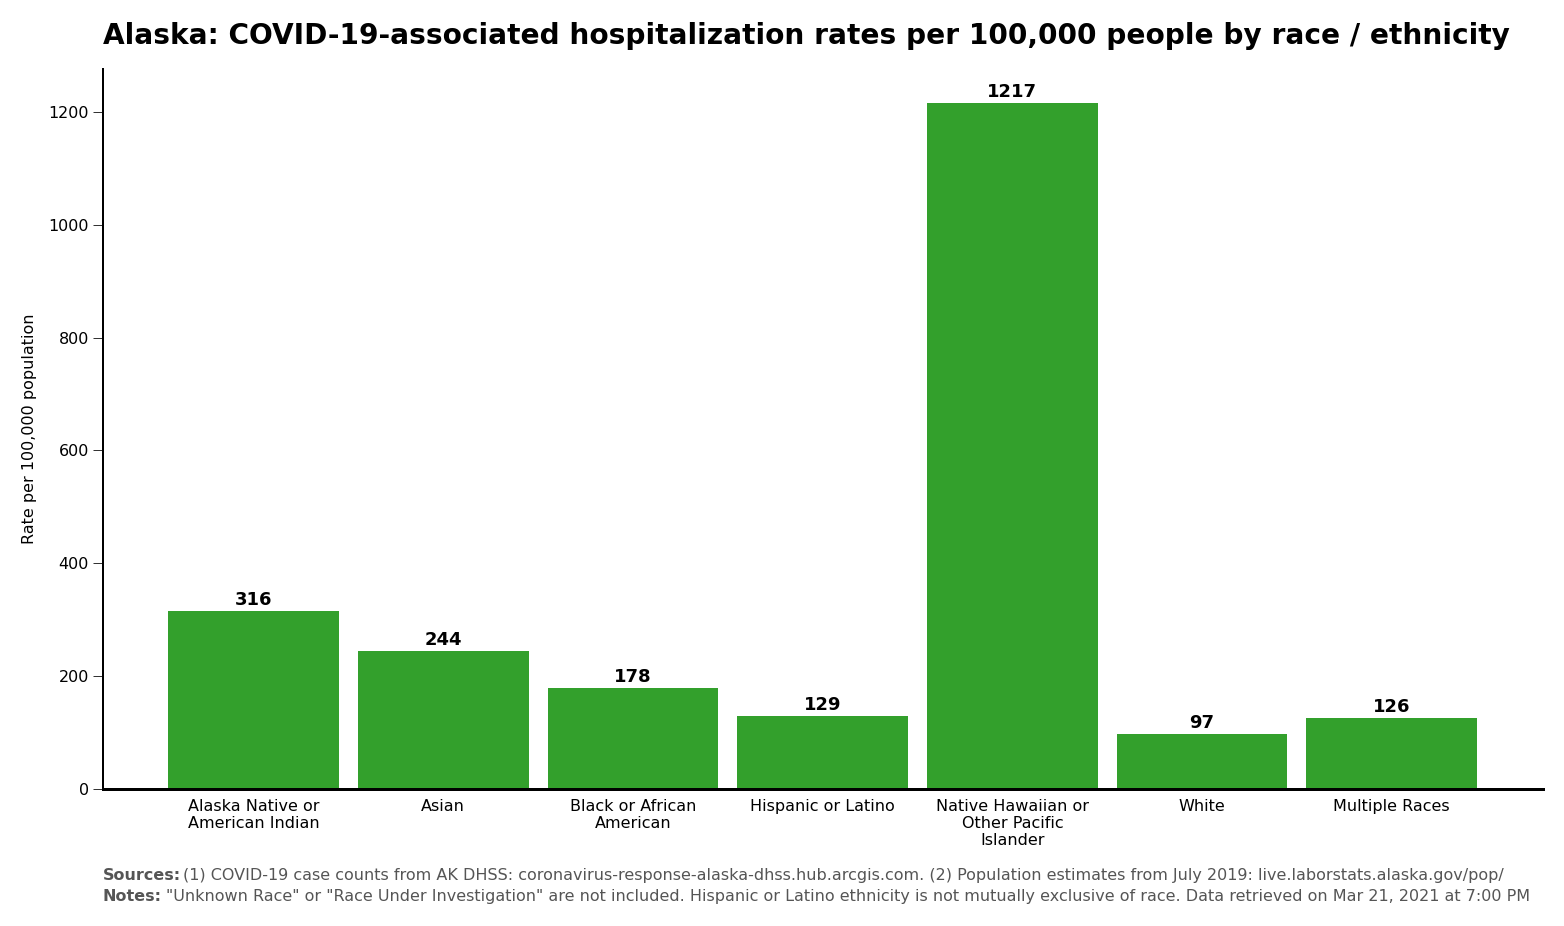 Alaska: COVID-19-associated hospitalization rates per 100,000 people by race / ethnicity
Rate per 100,000 population
1200
1000
800
600
400
200
0
316
244
178
129
1217
97
126
Alaska Native or
American Indian
Asian
Black or African
American
Hispanic or Latino
Native Hawaiian or
Other Pacific
Islander
White
Multiple Races
Sources: (1) COVID-19 case counts from AK DHSS: coronavirus-response-alaska-dhss.hub.arcgis.com. (2) Population estimates from July 2019: live.laborstats.alaska.gov/pop/
Notes: "Unknown Race" or "Race Under Investigation" are not included. Hispanic or Latino ethnicity is not mutually exclusive of race. Data retrieved on Mar 21, 2021 at 7:00 PM